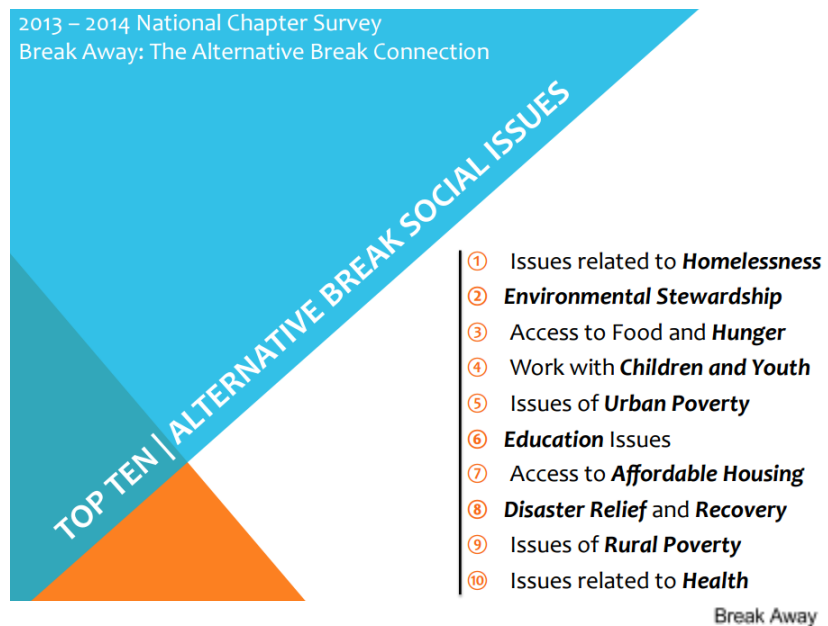 2013 – 2014 National Chapter Survey
Break Away: The Alternative Break Connection
TOP TEN | ALTERNATIVE BREAK SOCIAL ISSUES
① Issues related to Homelessness
② Environmental Stewardship
③ Access to Food and Hunger
④ Work with Children and Youth
⑤ Issues of Urban Poverty
⑥ Education Issues
⑦ Access to Affordable Housing
⑧ Disaster Relief and Recovery
⑨ Issues of Rural Poverty
⑩ Issues related to Health
Break Away